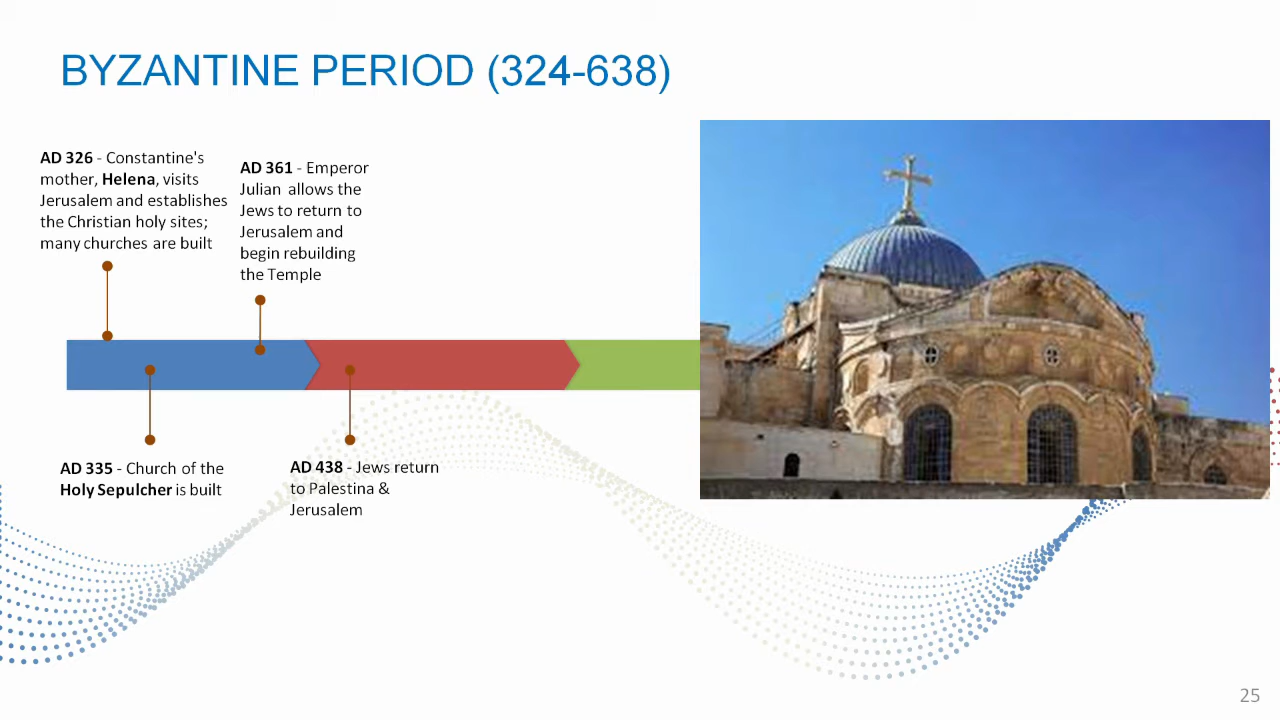 BYZANTINE PERIOD (324-638)
AD 326 - Constantine's
mother, Helena, visits
Jerusalem and establishes
the Christian holy sites;
many churches are built
AD 361 - Emperor
Julian allows the
Jews to return to
Jerusalem and
begin rebuilding
the Temple
AD 335 - Church of the
Holy Sepulcher is built
AD 438 - Jews return
to Palestina &
Jerusalem
25